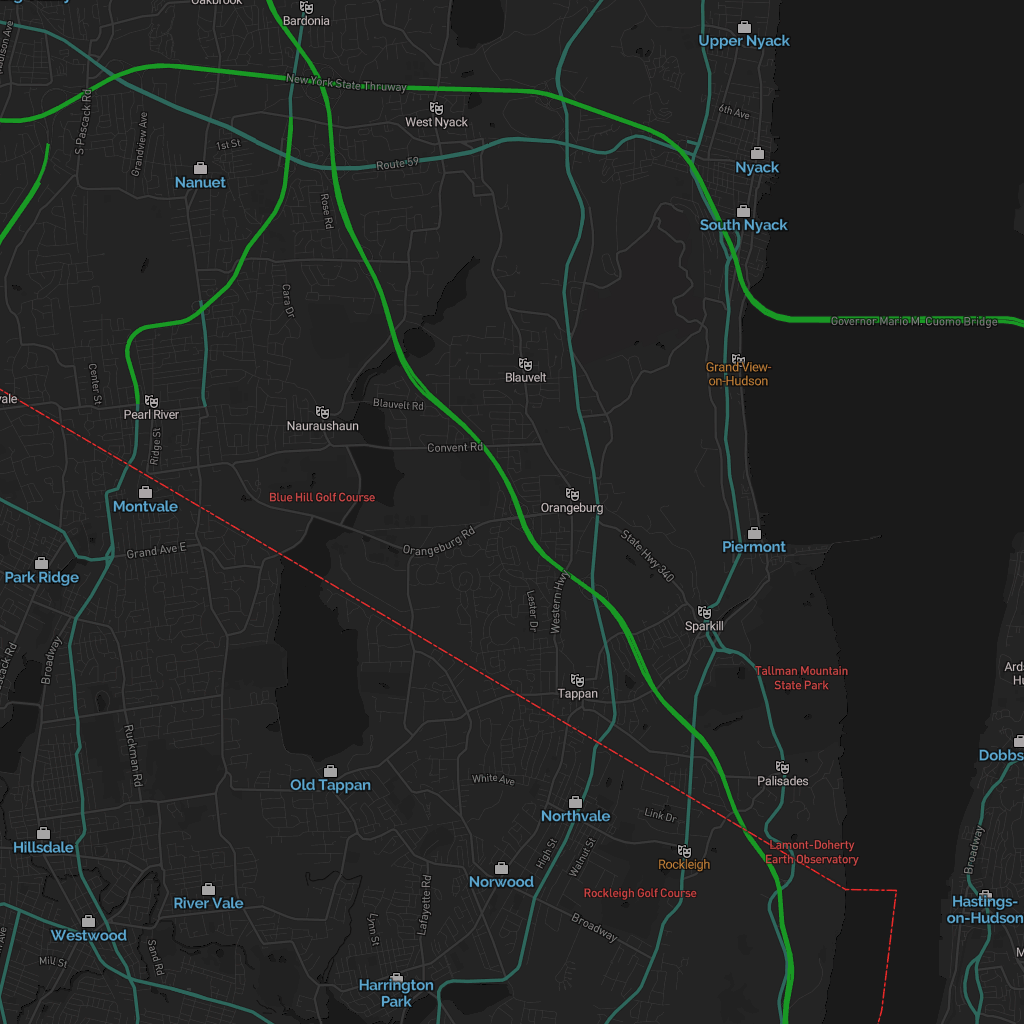 Oakbrook
Bardonia
Upper Nyack
New York State Thruway
S Pascack Rd
Grandview Ave
West Nyack
6th Ave
1st St
Route 59
Nyack
Nanuet
Rose Rd
South Nyack
Cara Dr
Governor Mario M. Cuomo Bridge
Grand-View-
on-Hudson
Blauvelt
Center St
vale
Pearl River
Blauvelt Rd
Nauraushaun
Ridge St
Convent Rd
Blue Hill Golf Course
Montvale
Orangeburg
Orangeburg Rd
State Hwy 340
Piermont
Grand Ave E
Park Ridge
Lester Dr
Western Hwy
Sparkill
Broadway
scack Rd
Tallman Mountain
State Park
Ards
Hu
Tappan
Ruckman Rd
Dobbs
Old Tappan
White Ave
Palisades
Northvale
Link Dr
Hillsdale
High St
Walnut St
Rockleigh
Lamont-Doherty
Earth Observatory
Broadway
Norwood
Rockleigh Golf Course
River Vale
Lafayette Rd
Hastings-
on-Hudson
Westwood
Lynn St
Broadway
Mill St
Sand Rd
Harrington
Park
M